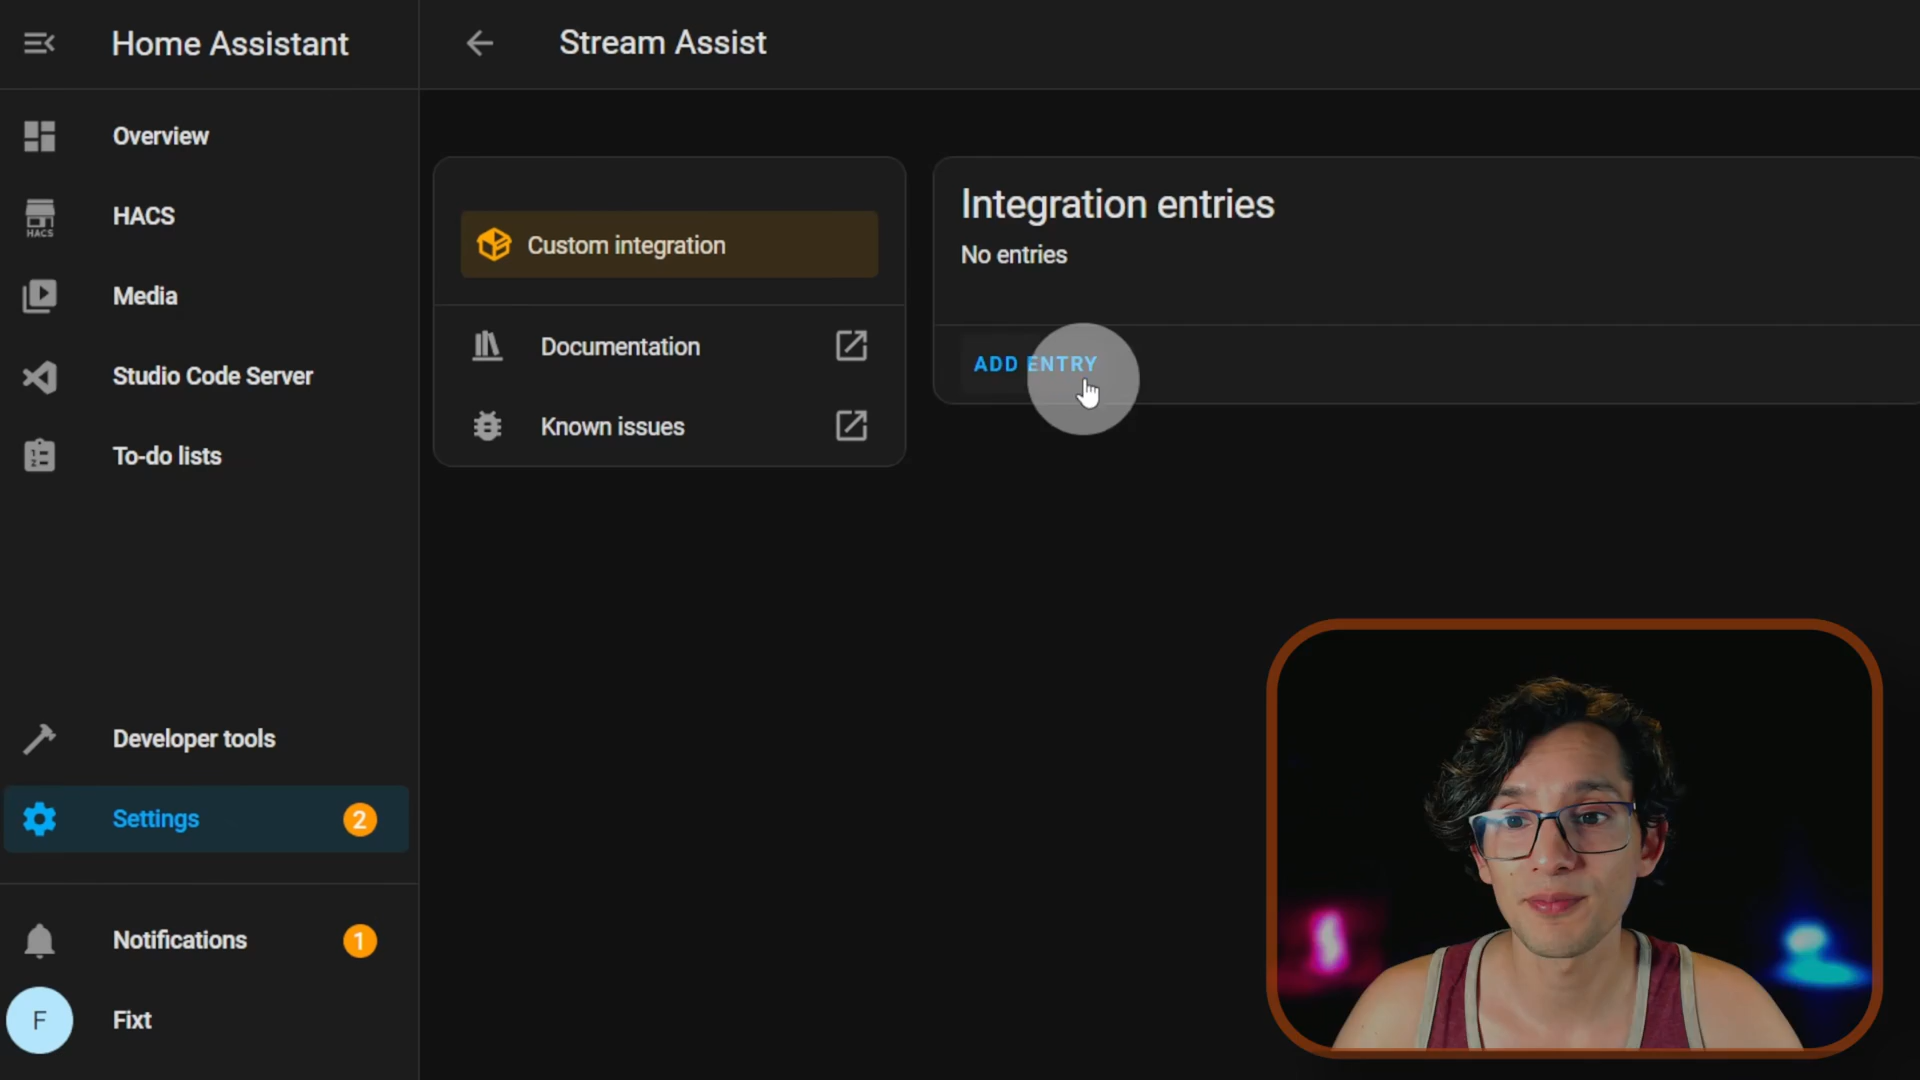 Home Assistant
Stream Assist
Overview
HACS
HACS
Media
Studio Code Server
To-do lists
Developer tools
Settings
2
Notifications
1
F
Fixt
Custom integration
Documentation
Known issues
Integration entries
No entries
ADD ENTRY